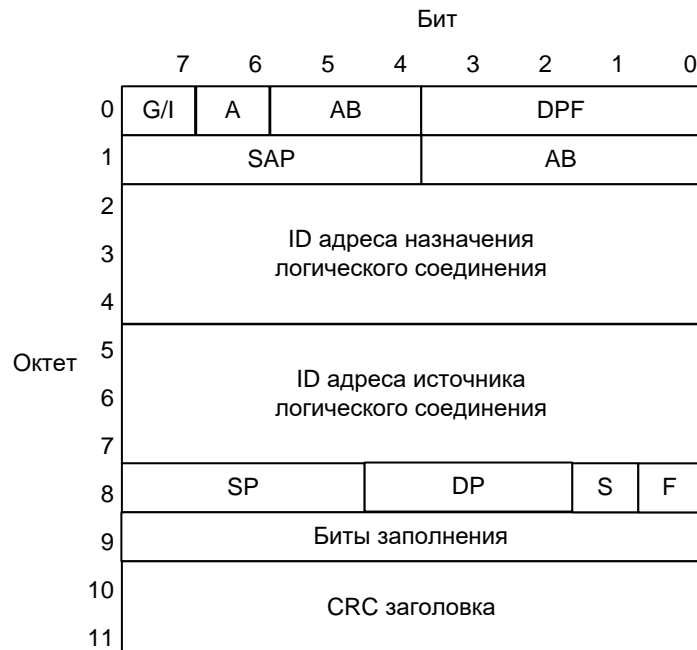 Бит
7 6 5 4 3 2 1 0
0 G/I A AB DPF
1 SAP AB
2
ID адреса назначения
3
логического соединения
4
5
ID адреса источника
Октет 6
логического соединения
7
8 SP DP S F
9 Биты заполнения
10
CRC заголовка
11